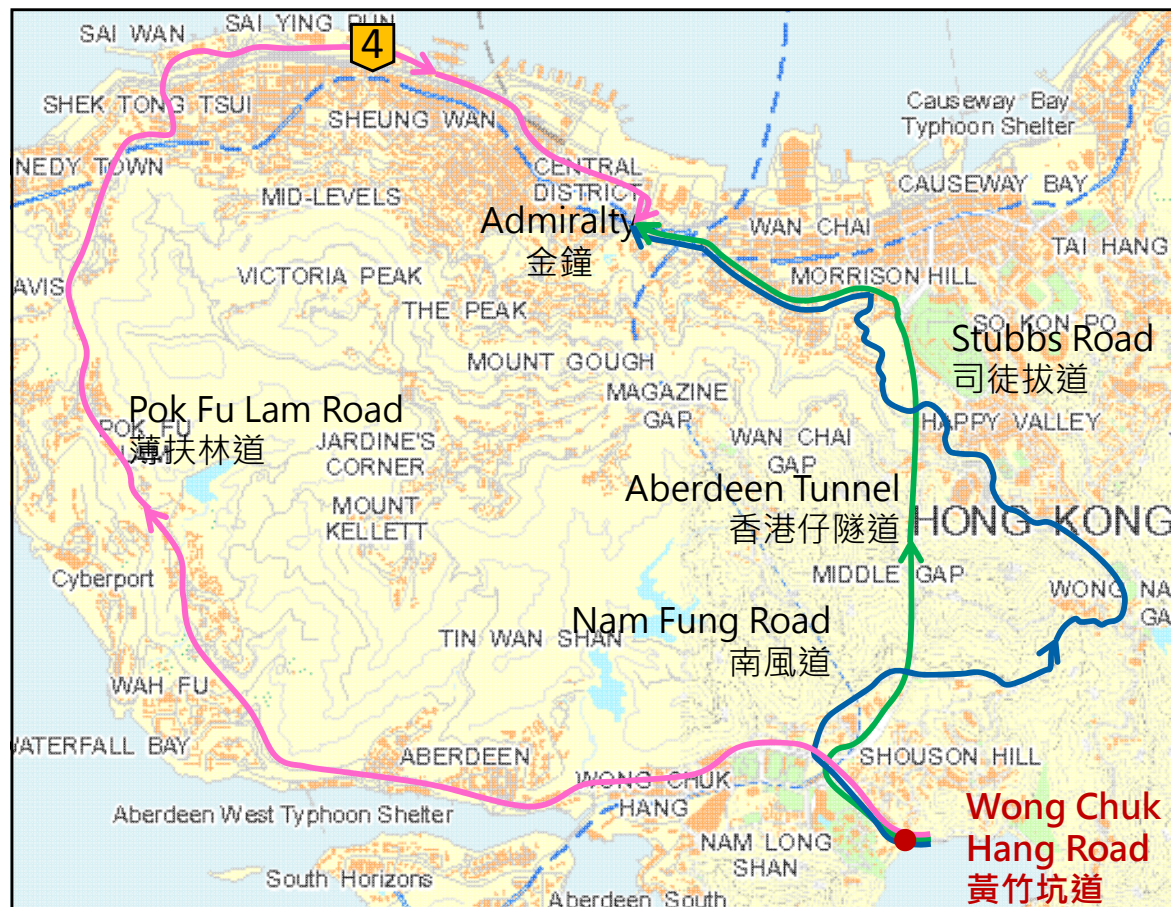 SAI WAN
SAI YING PUN
4
SHEK TONG TSUI
SHEUNG WAN
Causeway Bay
Typhoon Shelter
NEDY TOWN
CENTRAL
DISTRICT
CAUSEWAY BAY
MID-LEVELS
Admiralty
金鐘
WAN CHAI
TAI HANG
AVIS
VICTORIA PEAK
MORRISON HILL
THE PEAK
SO KON PO
Stubbs Road
司徒拔道
MOUNT GOUGH
MAGAZINE
GAP
Pok Fu Lam Road
薄扶林道
POK FU
JARDINE'S
CORNER
WAN CHAI
GAP
HAPPY VALLEY
MOUNT
KELLETT
Aberdeen Tunnel
香港仔隧道
HONG KONG
Cyberport
MIDDLE GAP
WONG NA
GA
Nam Fung Road
南風道
TIN WAN SHAN
WAH FU
WATERFALL BAY
ABERDEEN
SHOUSON HILL
WONG CHUK
HANG
Aberdeen West Typhoon Shelter
NAM LONG
SHAN
Wong Chuk
Hang Road
黃竹坑道
South Horizons
Aberdeen South